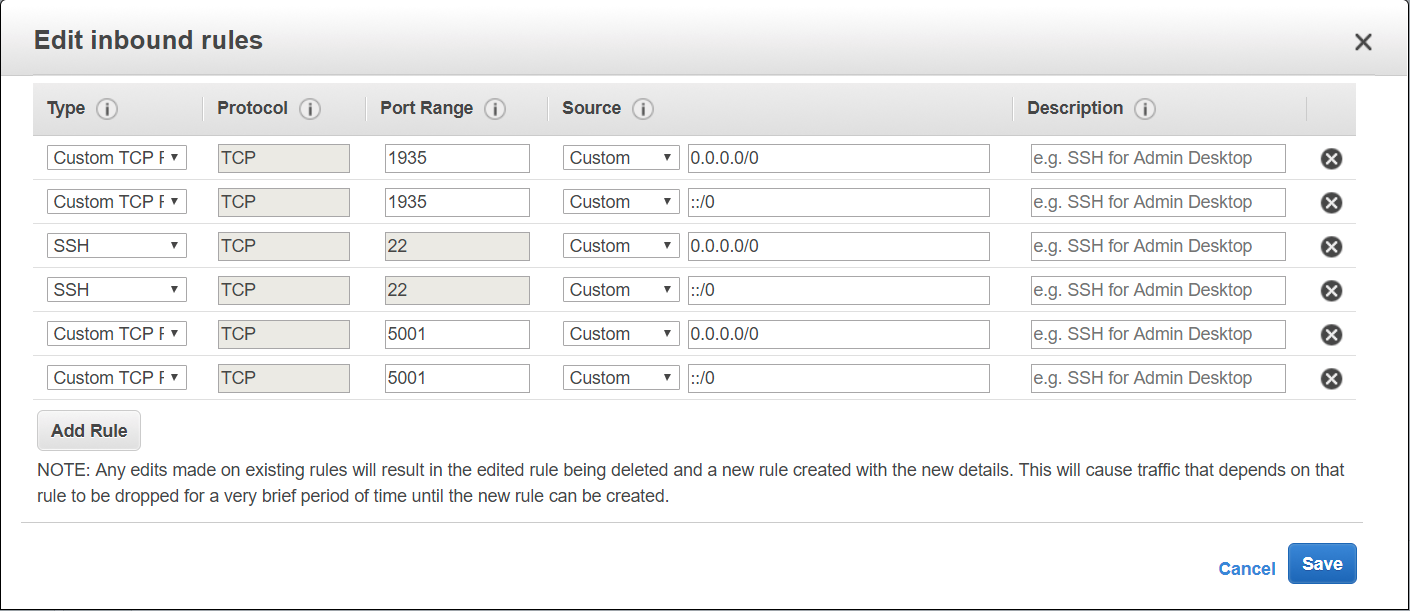 Edit inbound rules
Type Protocol Port Range Source Description
Custom TCP F TCP 1935 Custom 0.0.0.0/0 e.g. SSH for Admin Desktop
Custom TCP F TCP 1935 Custom ::/0 e.g. SSH for Admin Desktop
SSH TCP 22 Custom 0.0.0.0/0 e.g. SSH for Admin Desktop
SSH TCP 22 Custom ::/0 e.g. SSH for Admin Desktop
Custom TCP F TCP 5001 Custom 0.0.0.0/0 e.g. SSH for Admin Desktop
Custom TCP F TCP 5001 Custom ::/0 e.g. SSH for Admin Desktop
Add Rule
NOTE: Any edits made on existing rules will result in the edited rule being deleted and a new rule created with the new details. This will cause traffic that depends on that
rule to be dropped for a very brief period of time until the new rule can be created.
Cancel Save